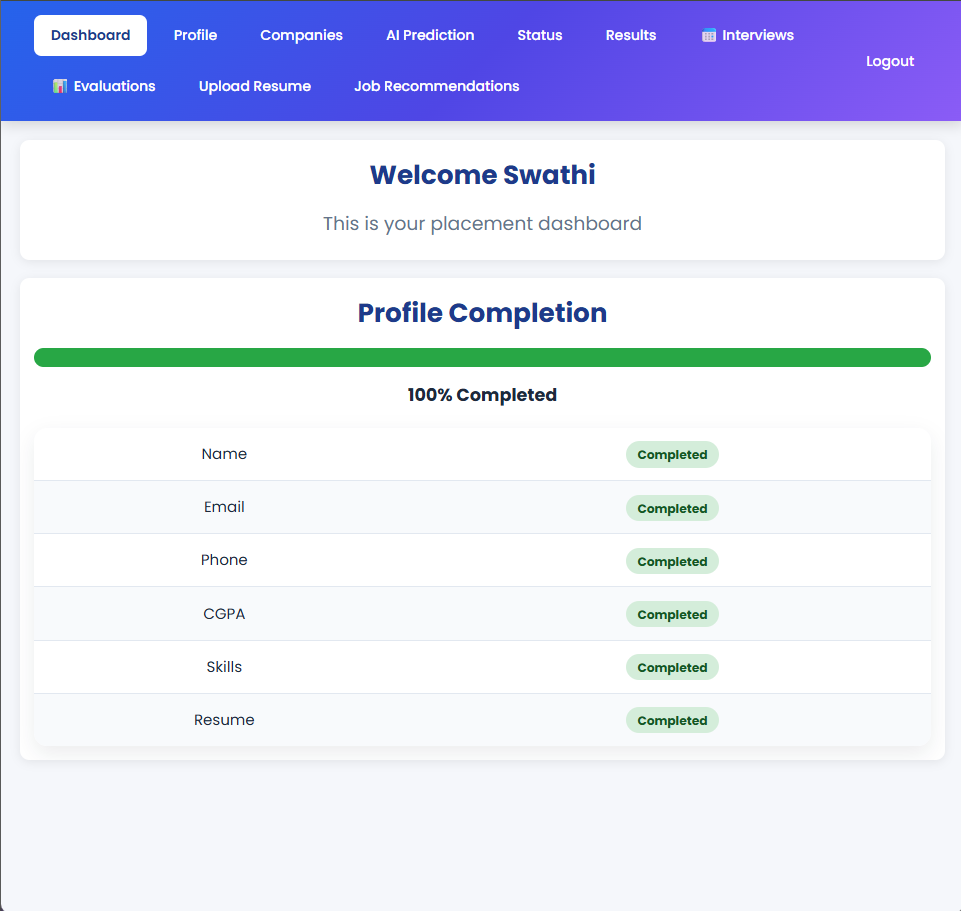 Dashboard Profile Companies AI Prediction Status Results Interviews
Logout
Evaluations Upload Resume Job Recommendations
Welcome Swathi
This is your placement dashboard
Profile Completion
100% Completed
Name Completed
Email Completed
Phone Completed
CGPA Completed
Skills Completed
Resume Completed